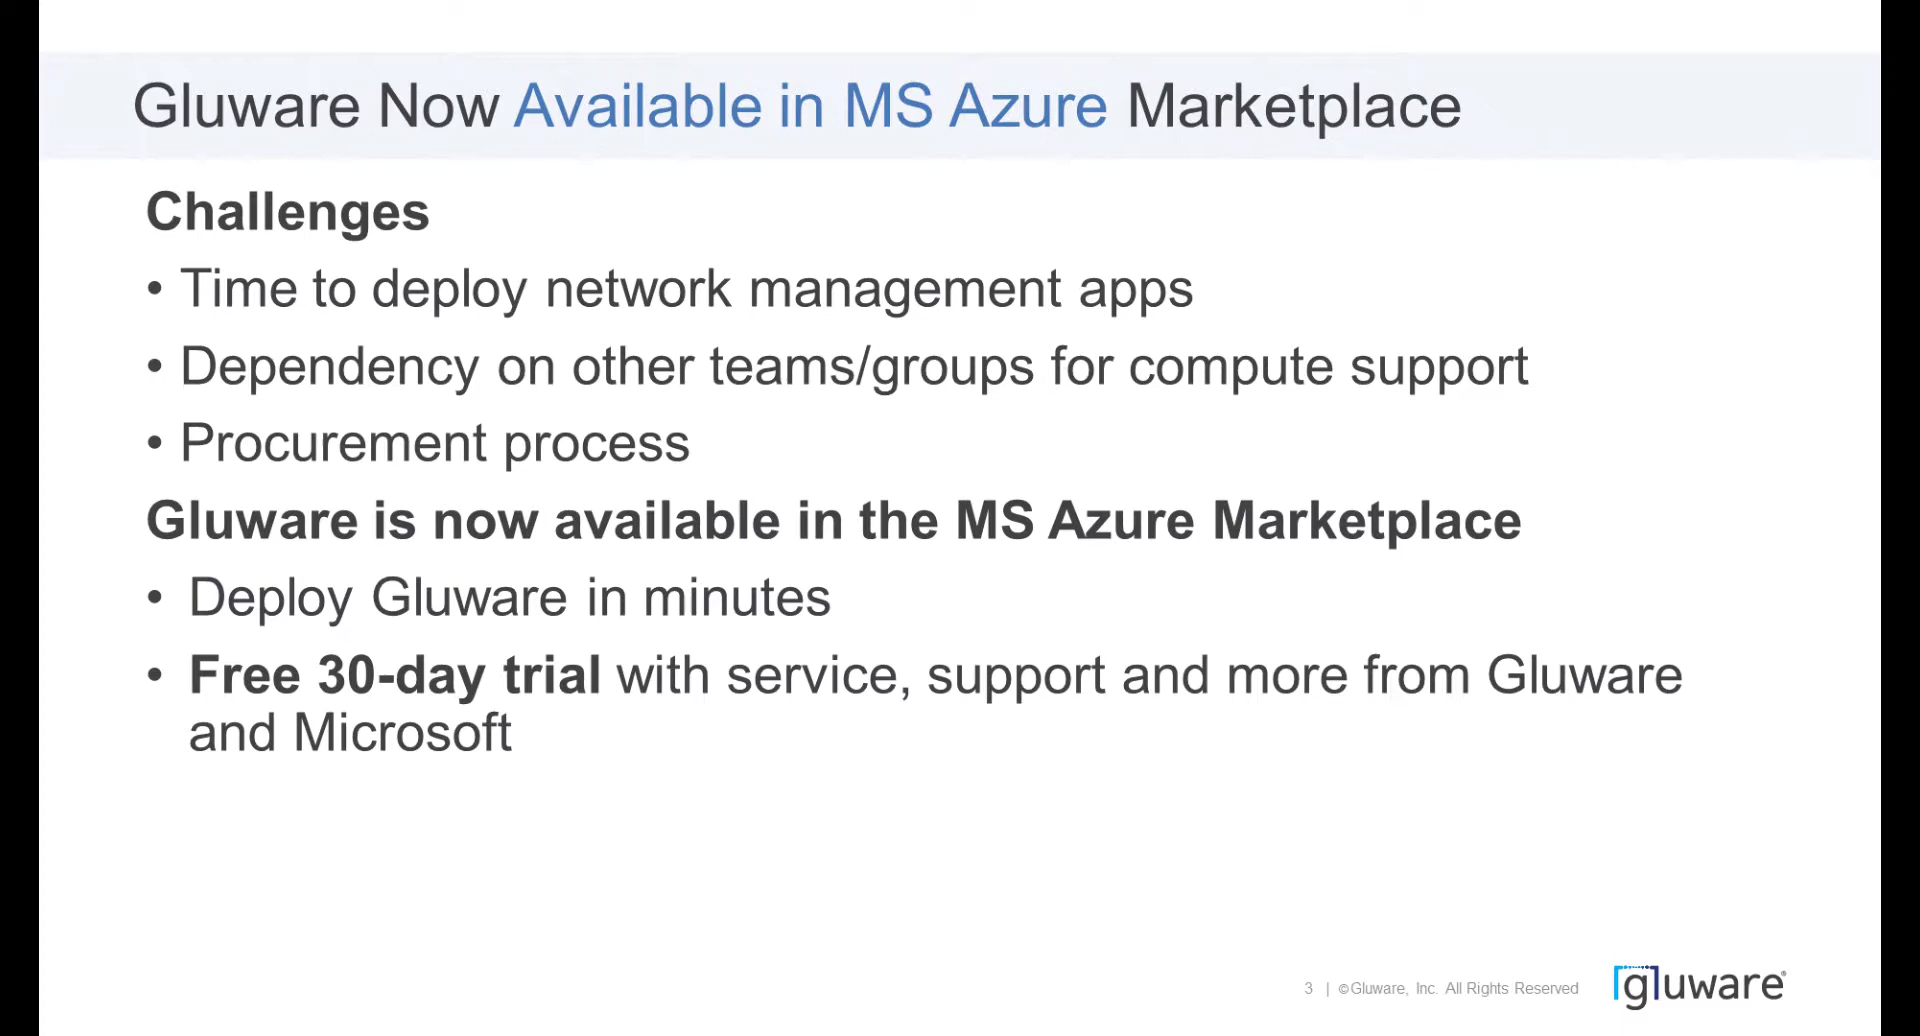 Gluware Now Available in MS Azure Marketplace
Challenges
• Time to deploy network management apps
• Dependency on other teams/groups for compute support
• Procurement process
Gluware is now available in the MS Azure Marketplace
• Deploy Gluware in minutes
• Free 30-day trial with service, support and more from Gluware
and Microsoft
3 | ©Gluware, Inc. All Rights Reserved
gluware®